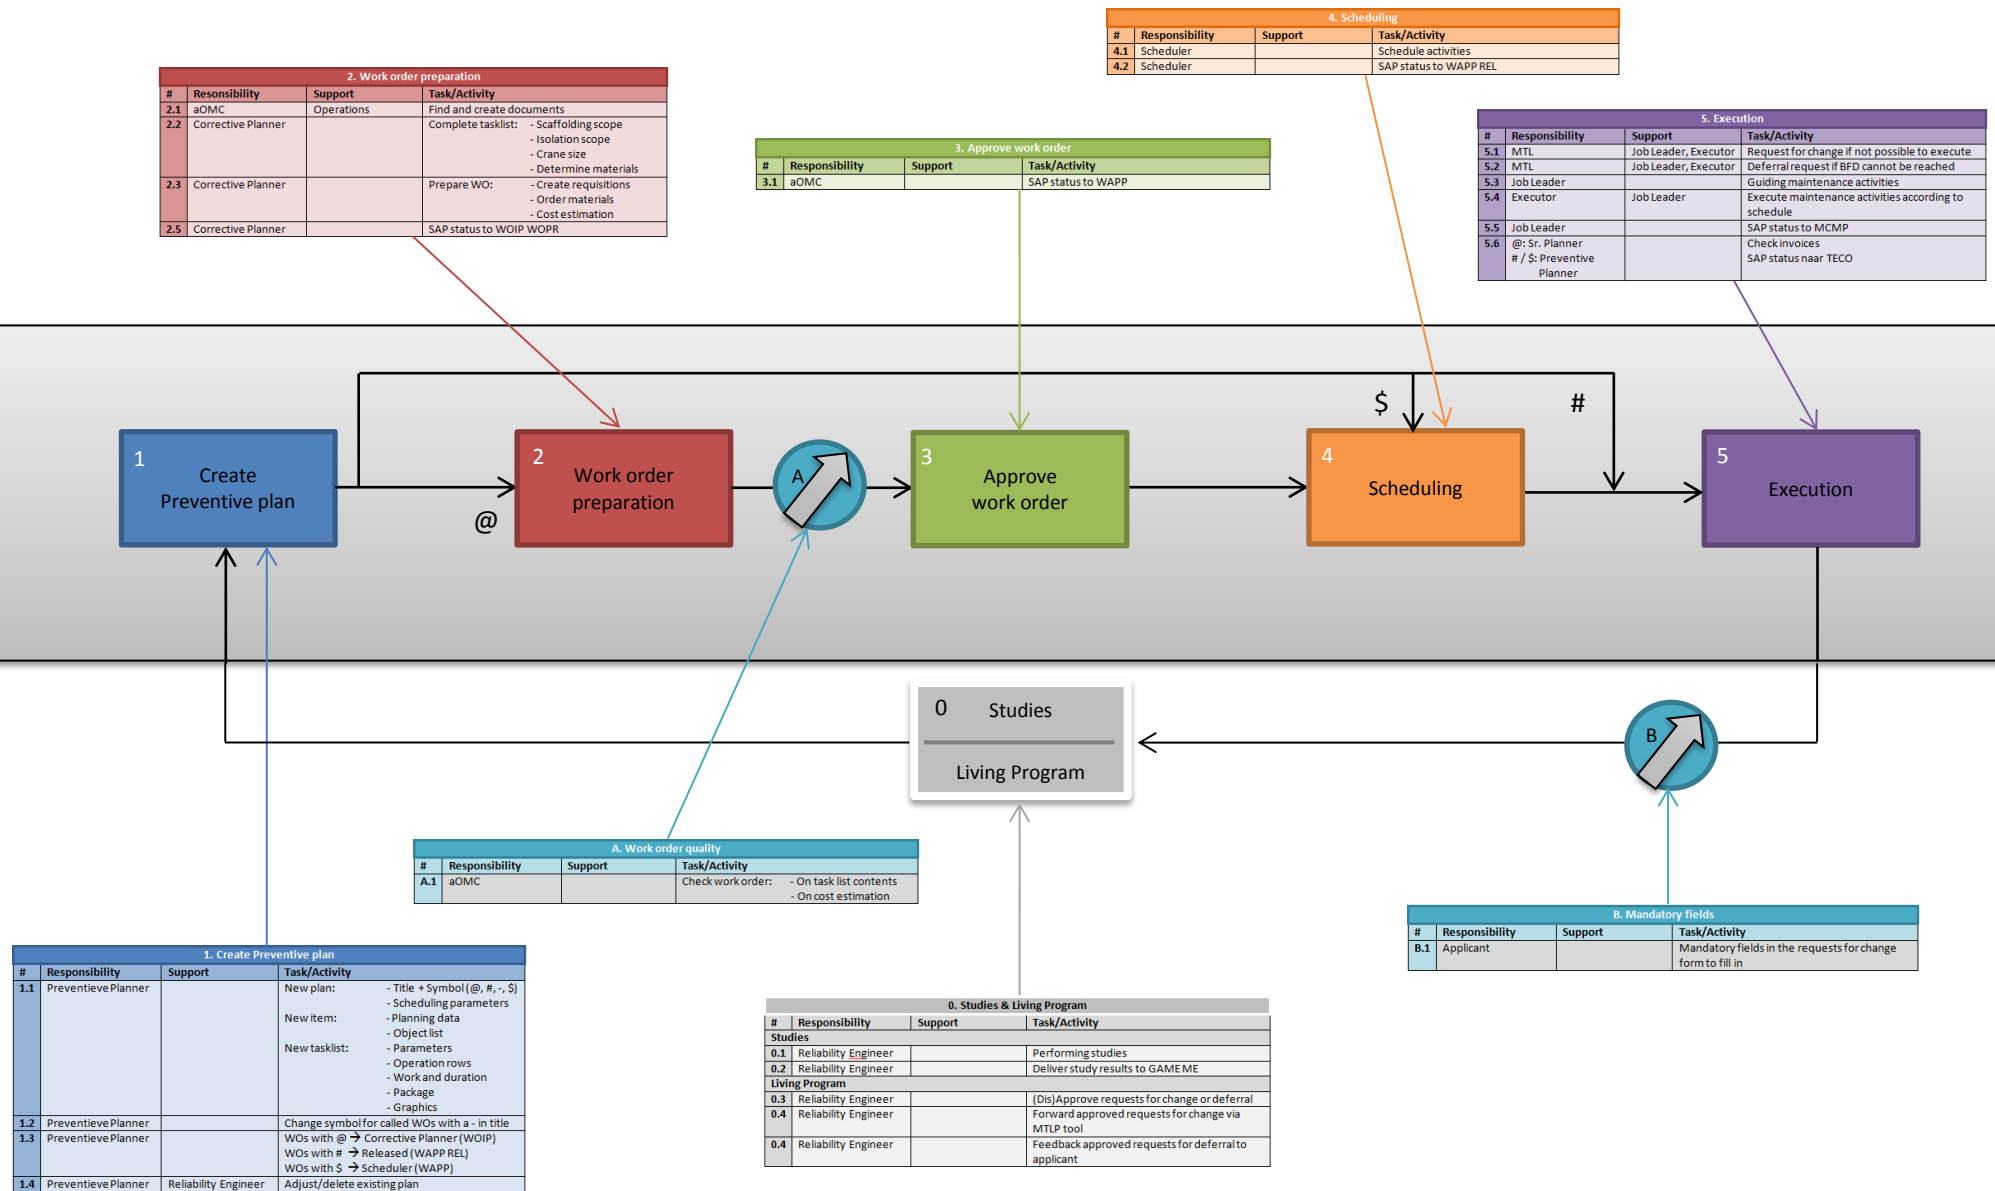 4. Scheduling
# Responsibility Support Task/Activity
4.1 Scheduler Schedule activities
4.2 Scheduler SAP status to WAPP REL
2. Work order preparation
# Resonsibility Support Task/Activity
2.1 aOMC Operations Find and create documents
2.2 Corrective Planner Complete tasklist: - Scaffolding scope
- Isolation scope
- Crane size
- Determine materials
2.3 Corrective Planner Prepare WO: - Create requisitions
- Order materials
- Cost estimation
2.5 Corrective Planner SAP status to WOIP WOPR
3. Approve work order
# Responsibility Support Task/Activity
3.1 aOMC SAP status to WAPP
5. Execution
# Responsibility Support Task/Activity
5.1 MTL Job Leader, Executor Request for change if not possible to execute
5.2 MTL Job Leader, Executor Deferral request if BFD cannot be reached
5.3 Job Leader Guiding maintenance activities
5.4 Executor Job Leader Execute maintenance activities according to
schedule
5.5 Job Leader SAP status to MCMP
5.6 @: Sr. Planner Check invoices
# / $: Preventive SAP status naar TECO
Planner
$
#
1
Create
Preventive plan
@
2
Work order
preparation
A
3
Approve
work order
4
Scheduling
5
Execution
0 Studies
Living Program
B
A. Work order quality
# Responsibility Support Task/Activity
A.1 aOMC Check work order: - On task list contents
- On cost estimation
B. Mandatory fields
# Responsibility Support Task/Activity
B.1 Applicant Mandatory fields in the requests for change
form to fill in
1. Create Preventive plan
# Responsibility Support Task/Activity
1.1 Preventieve Planner New plan: - Title + Symbol (@, #, -, $)
- Scheduling parameters
New item: - Planning data
- Object list
New tasklist: - Parameters
- Operation rows
- Work and duration
- Package
- Graphics
1.2 Preventieve Planner Change symbol for called WOs with a - in title
1.3 Preventieve Planner WOs with @ → Corrective Planner (WOIP)
WOs with # → Released (WAPP REL)
WOs with $ → Scheduler (WAPP)
1.4 Preventieve Planner Reliability Engineer Adjust/delete existing plan
0. Studies & Living Program
# Responsibility Support Task/Activity
Studies
0.1 Reliability Engineer Performing studies
0.2 Reliability Engineer Deliver study results to GAME ME
Living Program
0.3 Reliability Engineer (Dis)Approve requests for change or deferral
0.4 Reliability Engineer Forward approved requests for change via
MTLP tool
0.4 Reliability Engineer Feedback approved requests for deferral to
applicant